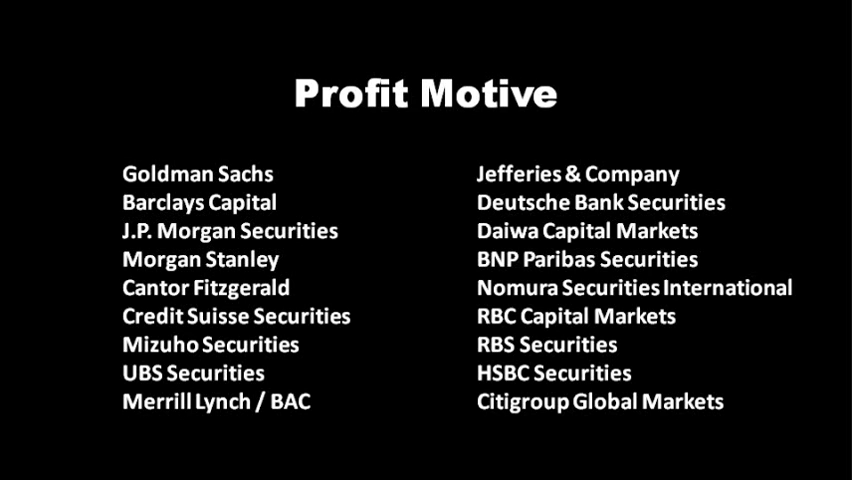 Profit Motive
Goldman Sachs
Barclays Capital
J.P. Morgan Securities
Morgan Stanley
Cantor Fitzgerald
Credit Suisse Securities
Mizuho Securities
UBS Securities
Merrill Lynch / BAC
Jefferies & Company
Deutsche Bank Securities
Daiwa Capital Markets
BNP Paribas Securities
Nomura Securities International
RBC Capital Markets
RBS Securities
HSBC Securities
Citigroup Global Markets